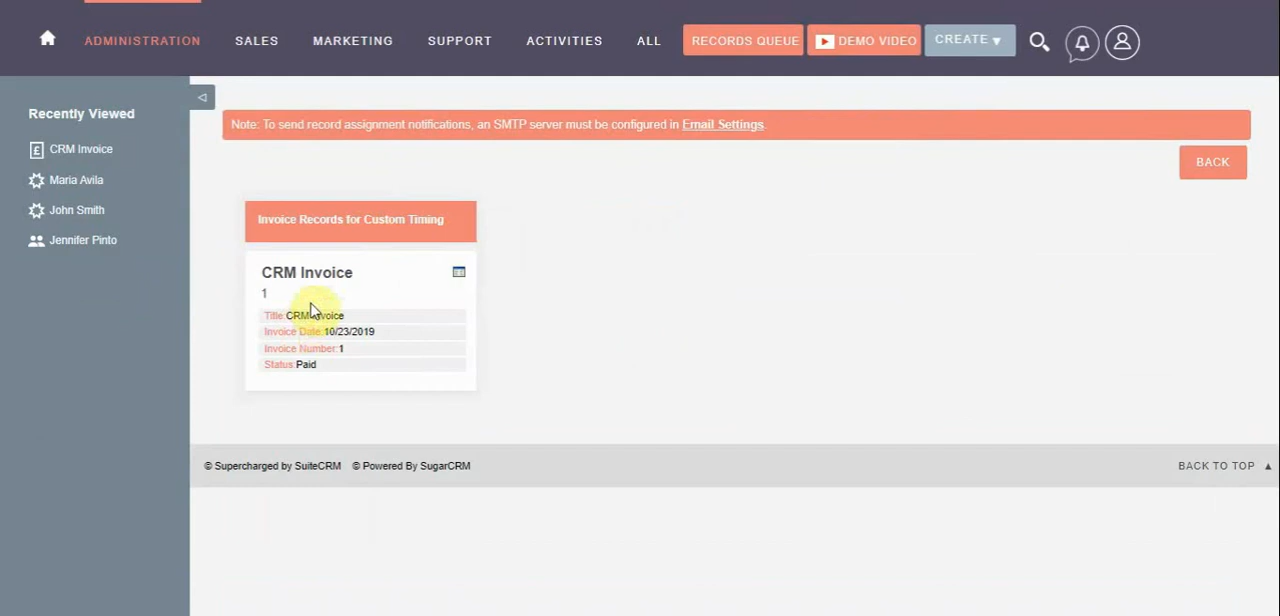 ADMINISTRATION SALES MARKETING SUPPORT ACTIVITIES ALL RECORDS QUEUE DEMO VIDEO CREATE
Recently Viewed
CRM Invoice
Maria Avila
John Smith
Jennifer Pinto
Note: To send record assignment notifications, an SMTP server must be configured in Email Settings.
BACK
Invoice Records for Custom Timing
CRM Invoice
1
Title:CRM Invoice
Invoice Date:10/23/2019
Invoice Number:1
Status:Paid
© Supercharged by SuiteCRM © Powered By SugarCRM BACK TO TOP